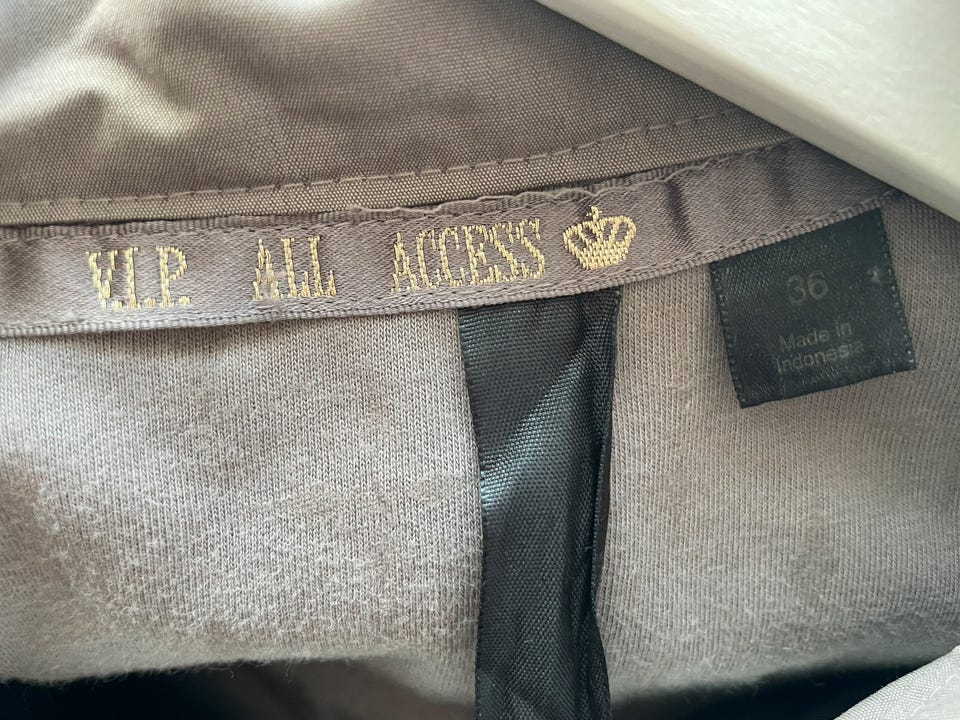 V.I.P. ALL ACCESS
36
Made in
Indonesia